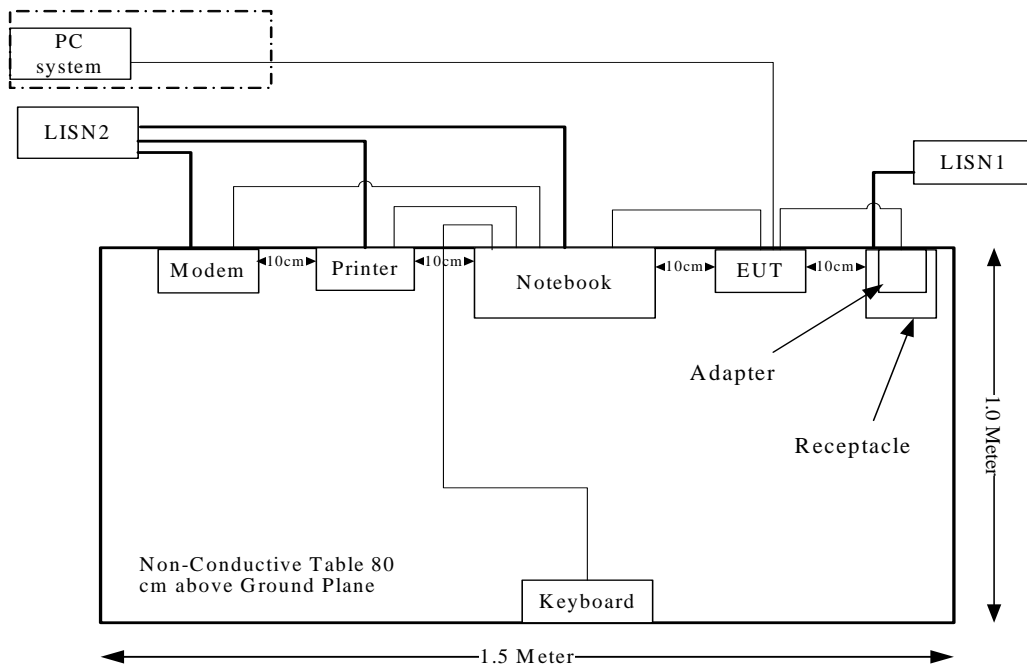 PC
system
LISN2
LISN1
Modem
10cm
Printer
10cm
Notebook
10cm
EUT
10cm
Adapter
Receptacle
1.0 Meter
Non-Conductive Table 80
cm above Ground Plane
Keyboard
1.5 Meter